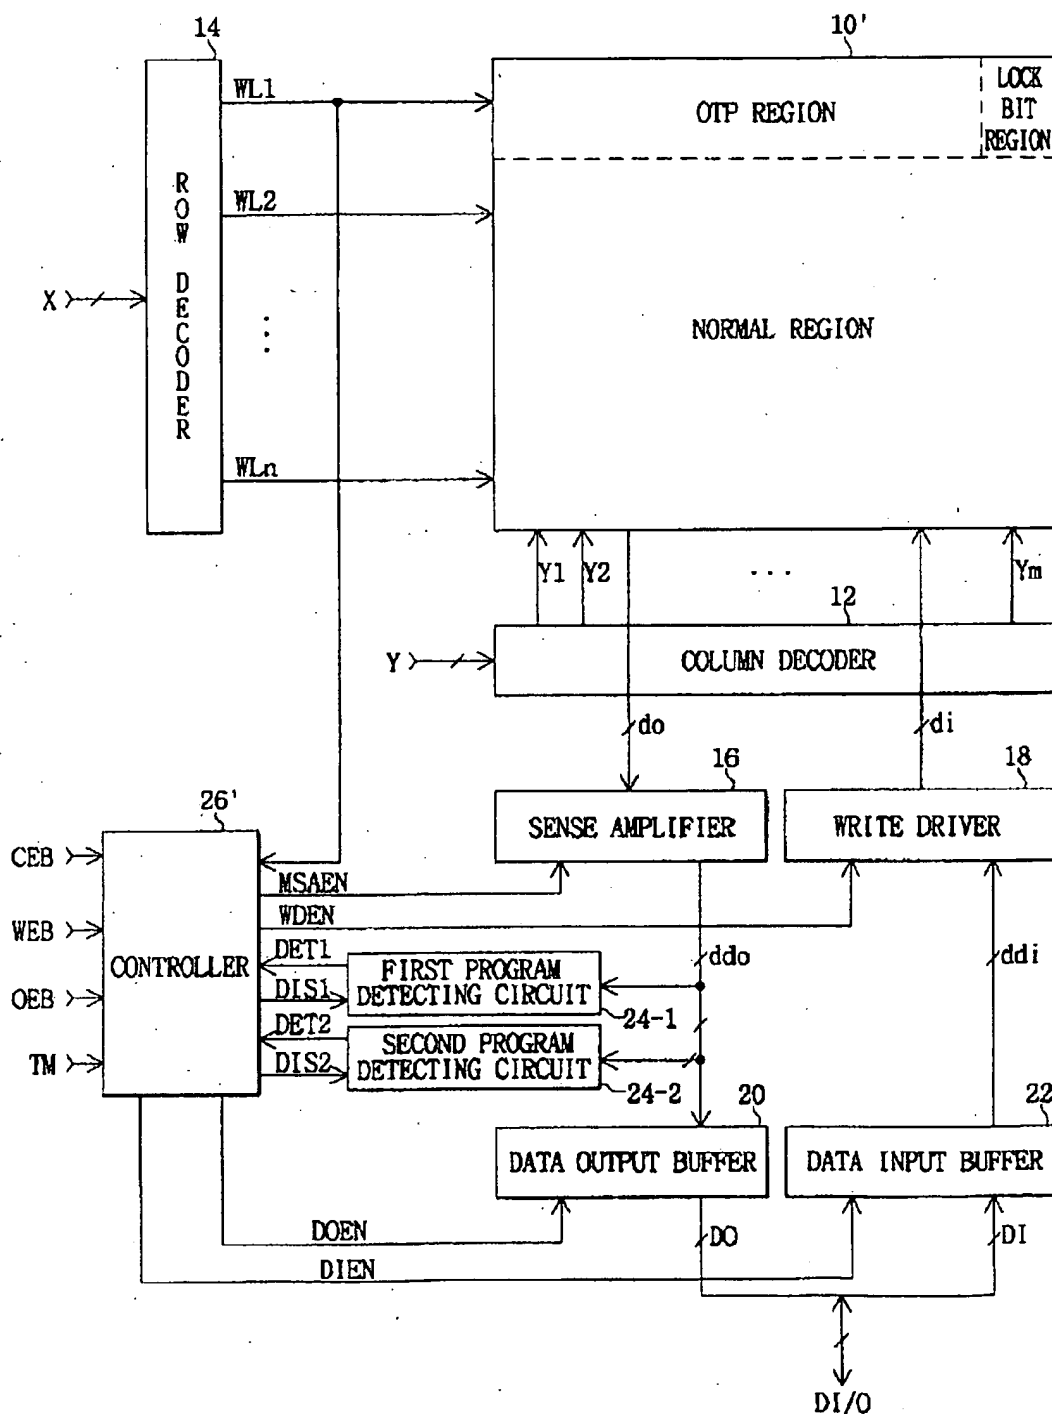 14
10'
WL1
OTP REGION
LOCK
BIT
REGION
WL2
ROW DECODER
X
NORMAL REGION
WLn
Y1
Y2
Ym
12
Y
COLUMN DECODER
do
di
16
18
26'
SENSE AMPLIFIER
WRITE DRIVER
CEB
MSAEN
WDEN
WEB
DET1
FIRST PROGRAM
DETECTING CIRCUIT
ddo
ddi
CONTROLLER
DIS1
OEB
24-1
DET2
SECOND PROGRAM
DETECTING CIRCUIT
TM
DIS2
24-2
20
22
DATA OUTPUT BUFFER
DATA INPUT BUFFER
DOEN
DO
DI
DIEN
DI/O